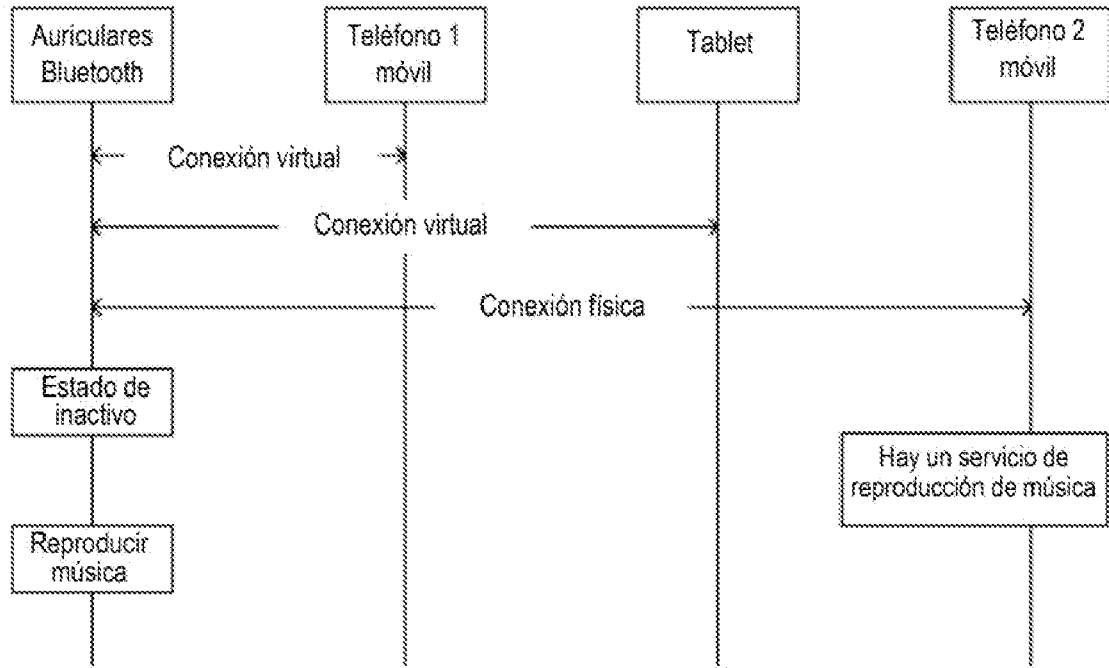 Auriculares
Bluetooth
Teléfono 1
móvil
Tablet
Teléfono 2
móvil
Conexión virtual
Conexión virtual
Conexión física
Estado de
inactivo
Hay un servicio de
reproducción de música
Reproducir
música